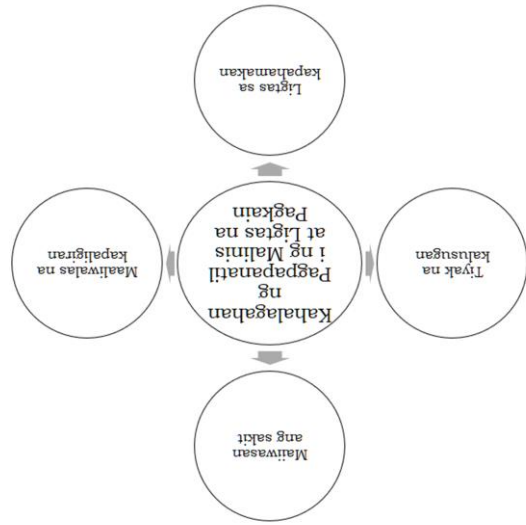 Maiiwasan
ang sakit
Tiyak na
kalusugan
Kahalagahan
ng
Pagpapanatil
i ng Malinis
at Ligtas na
Pagkain
Maaliwalas na
kapaligiran
Ligtas sa
kapahamakan